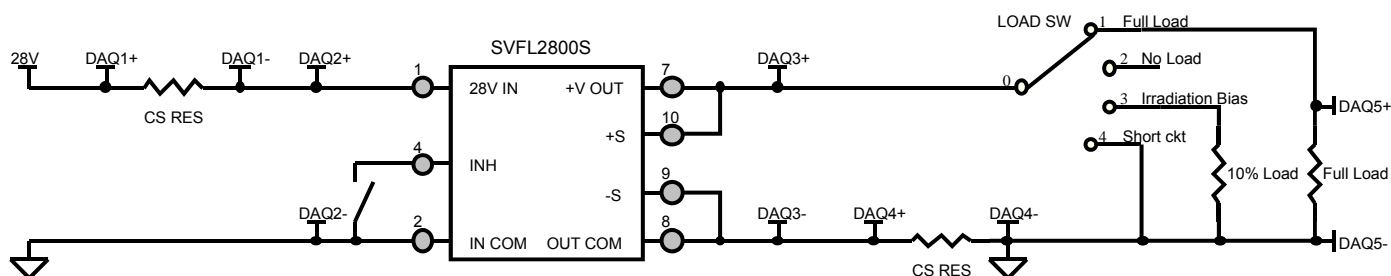 LOAD SW
1 Full Load
SVFL2800S
28V
DAQ1+
DAQ1-
DAQ2+
1
7
DAQ3+
0
2 No Load
28V IN
+V OUT
CS RES
3 Irradiation Bias
DAQ5+
10
+S
4 Short ckt
4
INH
9
-S
10% Load
Full Load
DAQ2-
2
IN COM
OUT COM
8
DAQ3-
DAQ4+
DAQ4-
DAQ5-
CS RES